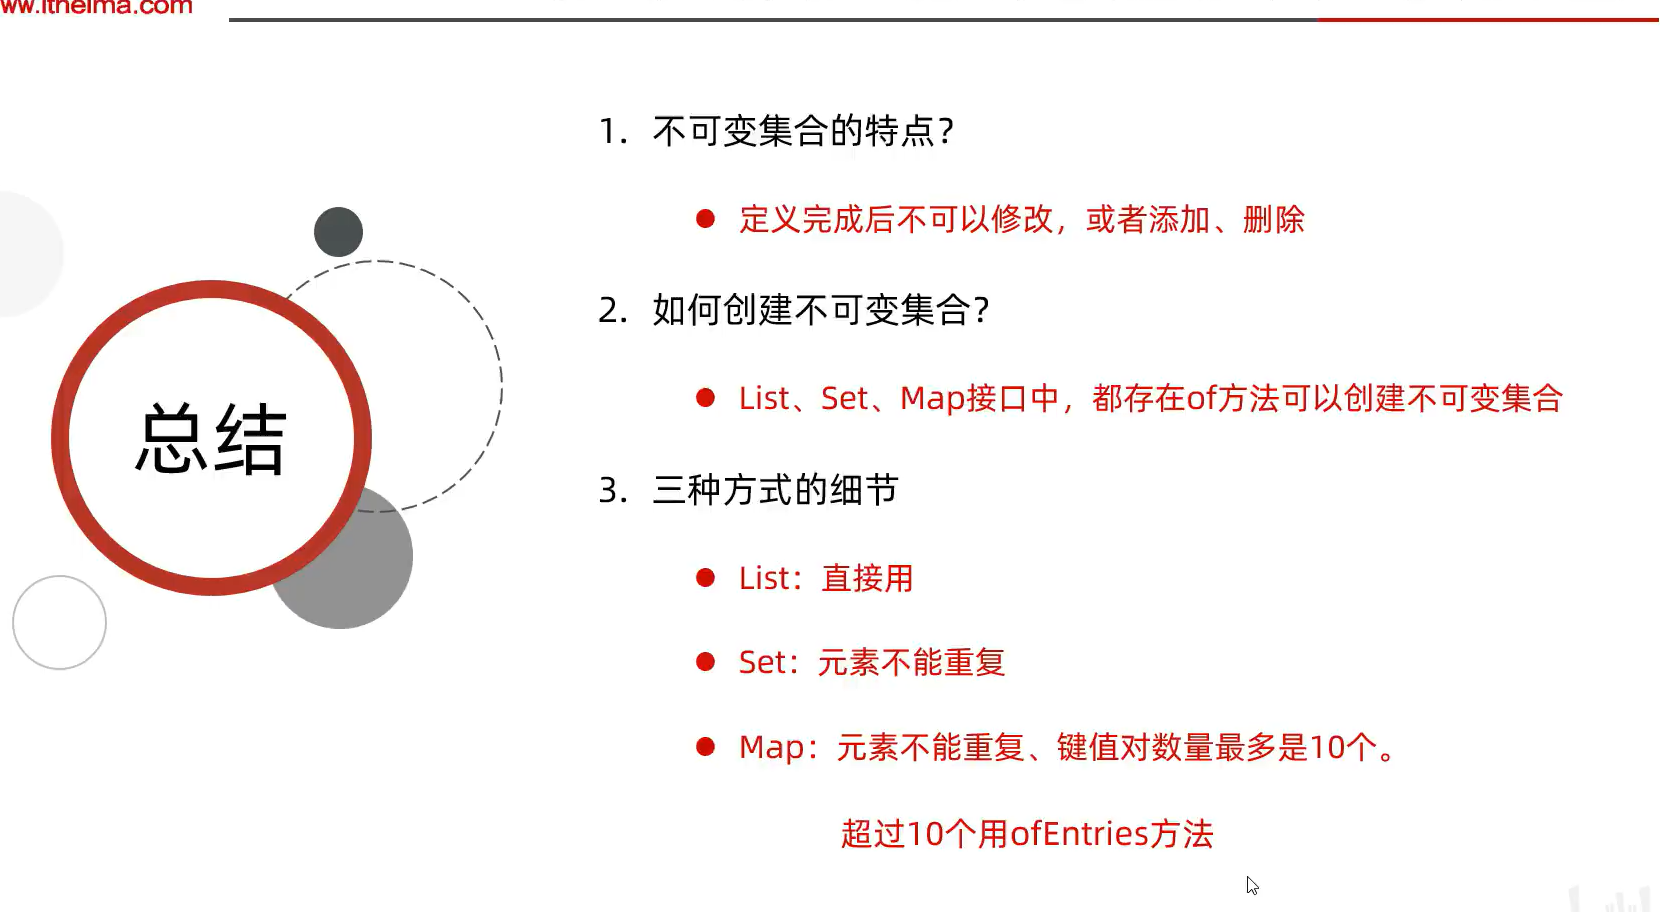 ww.itheima.com
1. 不可变集合的特点？
● 定义完成后不可以修改，或者添加、删除
2. 如何创建不可变集合？
● List、Set、Map接口中，都存在of方法可以创建不可变集合
总结
3. 三种方式的细节
● List：直接用
● Set：元素不能重复
● Map：元素不能重复、键值对数量最多是10个。
超过10个用ofEntries方法